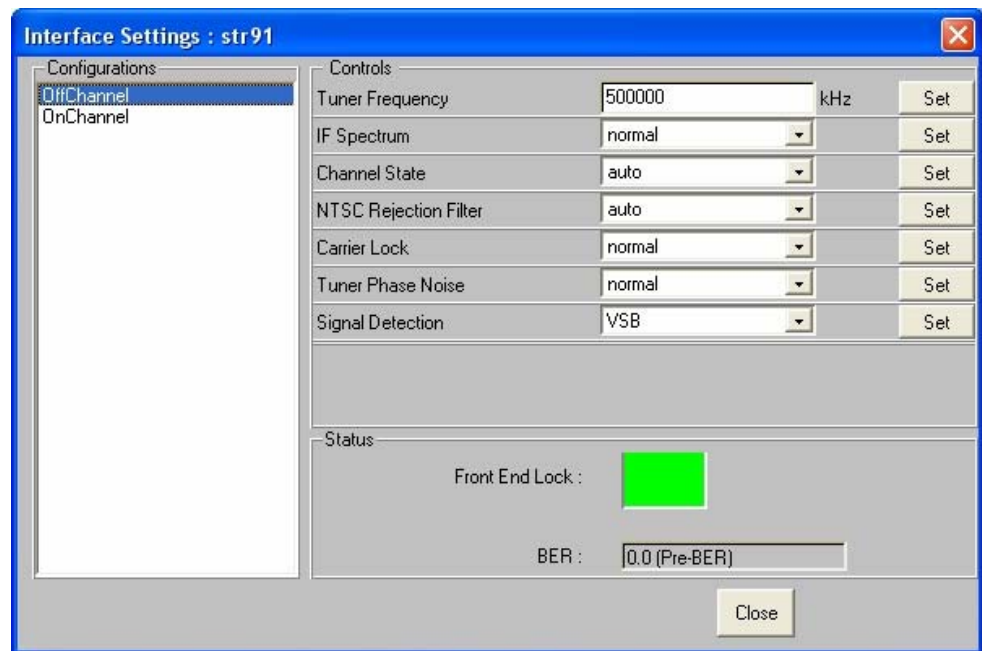 Interface Settings : str91
Configurations
OffChannel
OnChannel
Controls
Tuner Frequency 500000 kHz Set
IF Spectrum normal Set
Channel State auto Set
NTSC Rejection Filter auto Set
Carrier Lock normal Set
Tuner Phase Noise normal Set
Signal Detection VSB Set
Status
Front End Lock :
BER : 0.0 (Pre-BER)
Close